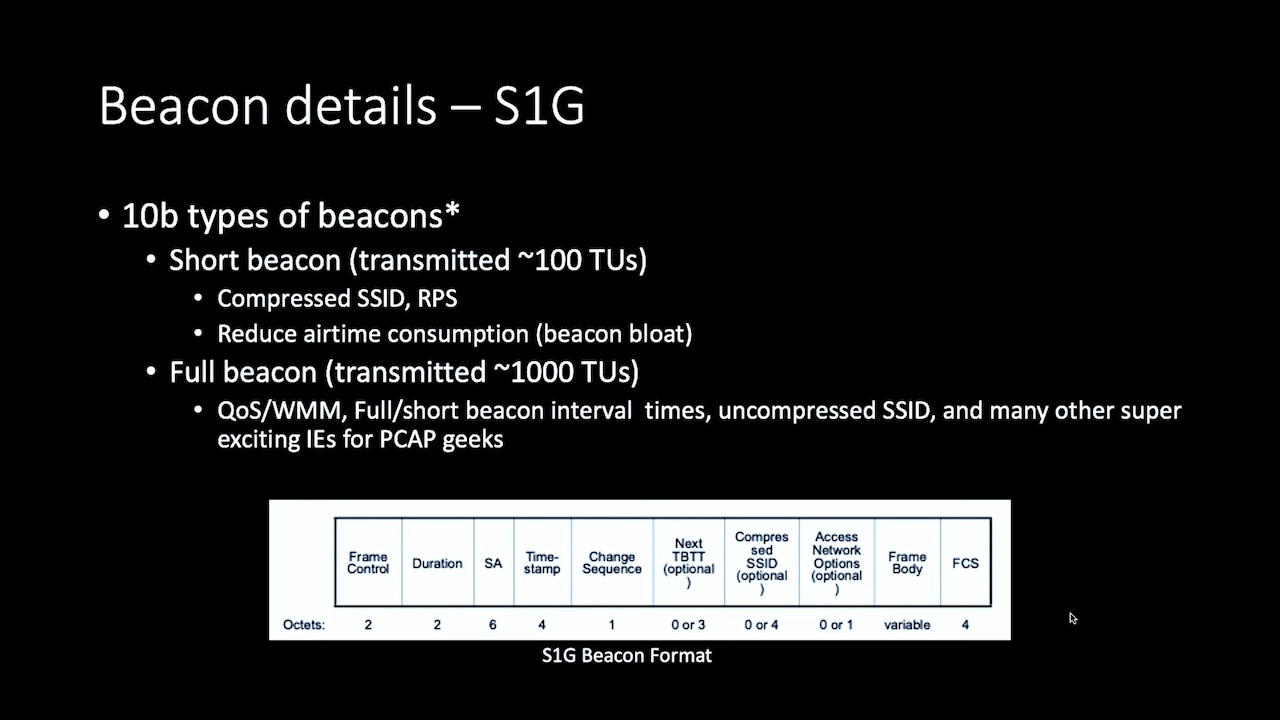 Beacon details – S1G
• 10b types of beacons*
• Short beacon (transmitted ~100 TUs)
• Compressed SSID, RPS
• Reduce airtime consumption (beacon bloat)
• Full beacon (transmitted ~1000 TUs)
• QoS/WMM, Full/short beacon interval  times, uncompressed SSID, and many other super
exciting IEs for PCAP geeks
Frame
Control
Duration
SA
Time-
stamp
Change
Sequence
Next
TBTT
(optional
)
Compres
sed
SSID
(optional
)
Access
Network
Options
(optional
)
Frame
Body
FCS
Octets: 2 2 6 4 1 0 or 3 0 or 4 0 or 1 variable 4
S1G Beacon Format